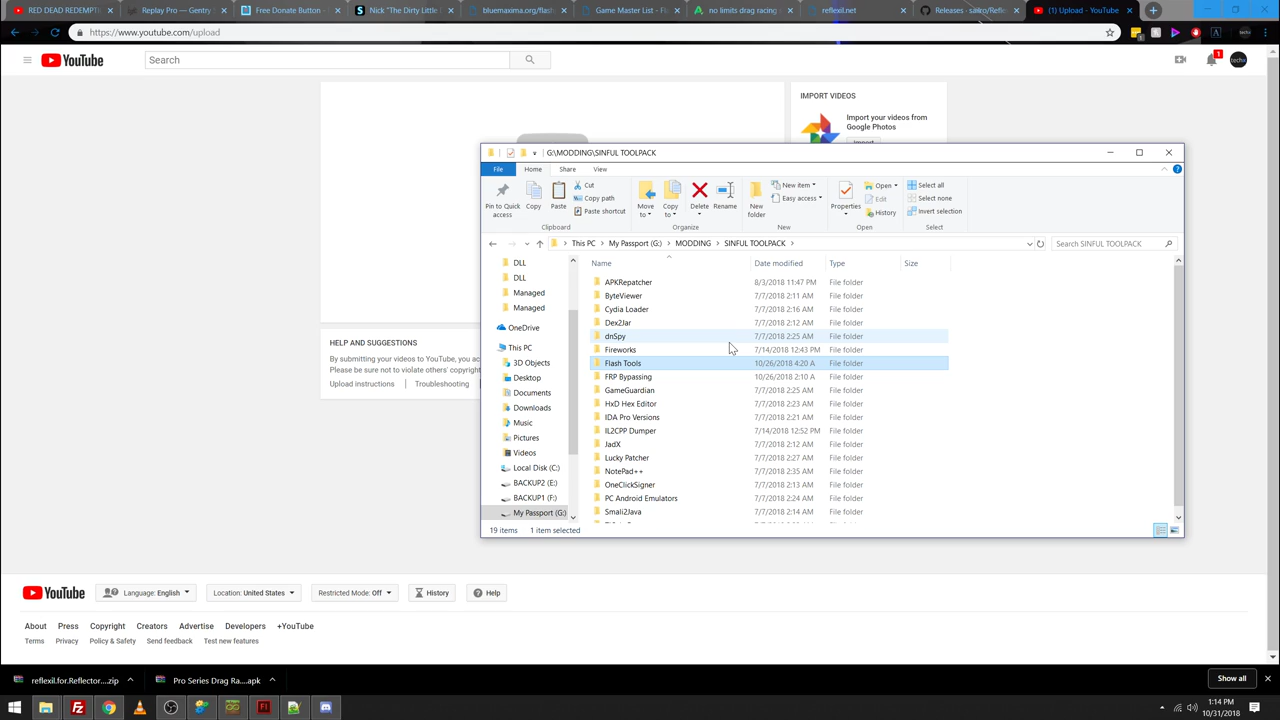 RED DEAD REDEMPTI
Replay Pro — Gentry
Free Donate Button - C
Nick "The Dirty Little
bluemaxima.org/flash
Game Master List - Fla
no limits drag racing
reflexil.net
Releases · sailro/Refle
(1) Upload - YouTube
https://www.youtube.com/upload
YouTube
Search
1
techx
IMPORT VIDEOS
Import your videos from
Google Photos
Import
HELP AND SUGGESTIONS
By submitting your videos to YouTube, you ac
Please be sure not to violate others' cop
Upload instructions | Troubleshooting
G:\MODDING\SINFUL TOOLPACK
File Home Share View
Pin to Quick access
Copy
Paste
Cut
Copy path
Paste shortcut
Move to
Copy to
Delete
Rename
New folder
New item
Easy access
Properties
Open
Edit
History
Select all
Select none
Invert selection
Clipboard Organize New Open Select
This PC > My Passport (G:) > MODDING > SINFUL TOOLPACK >
Search SINFUL TOOLPACK
Name Date modified Type Size
DLL
DLL
Managed
Managed
OneDrive
This PC
3D Objects
Desktop
Documents
Downloads
Music
Pictures
Videos
Local Disk (C:)
BACKUP2 (E:)
BACKUP1 (F:)
My Passport (G:)
APKRepatcher 8/3/2018 11:47 PM File folder
ByteViewer 7/7/2018 2:11 AM File folder
Cydia Loader 7/7/2018 2:16 AM File folder
Dex2Jar 7/7/2018 2:12 AM File folder
dnSpy 7/7/2018 2:25 AM File folder
Fireworks 7/14/2018 12:43 PM File folder
Flash Tools 10/26/2018 4:20 A File folder
FRP Bypassing 10/26/2018 2:10 A File folder
GameGuardian 7/7/2018 2:25 AM File folder
HxD Hex Editor 7/7/2018 2:23 AM File folder
IDA Pro Versions 7/7/2018 2:21 AM File folder
IL2CPP Dumper 7/14/2018 12:52 PM File folder
JadX 7/7/2018 2:12 AM File folder
Lucky Patcher 7/7/2018 2:27 AM File folder
NotePad++ 7/7/2018 2:35 AM File folder
OneClickSigner 7/7/2018 2:13 AM File folder
PC Android Emulators 7/7/2018 2:24 AM File folder
Smali2Java File folder
19 items 1 item selected
YouTube
Language: English
Location: United States
Restricted Mode: Off
History
Help
About Press Copyright Creators Advertise Developers +YouTube
Terms Privacy Policy & Safety Send feedback Test new features
reflexil.for.Reflector....zip
Pro Series Drag Ra....apk
Show all
1:14 PM
10/31/2018